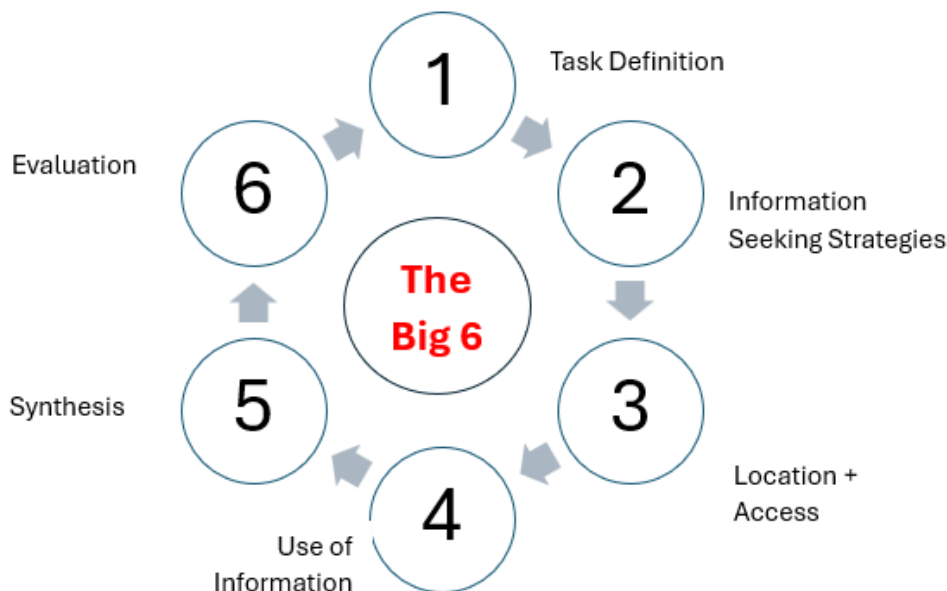 1
Task Definition
2
Information
Seeking Strategies
3
Location +
Access
4
Use of
Information
5
Synthesis
6
Evaluation
The
Big 6